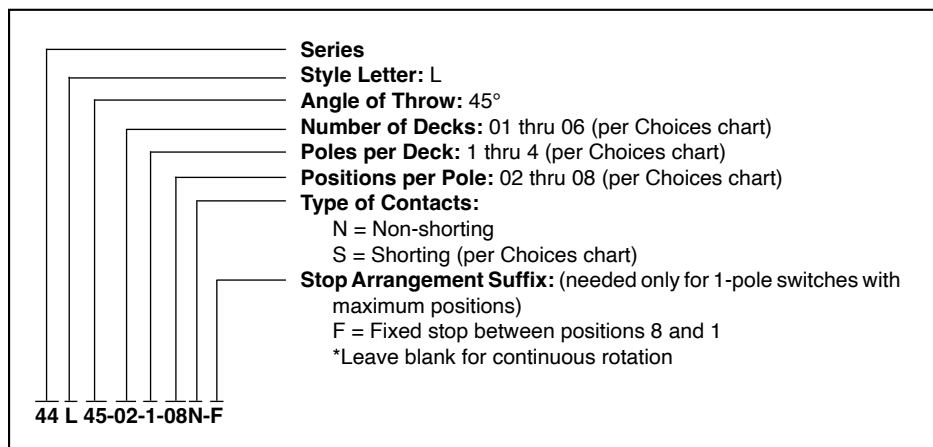 Series
Style Letter: L
Angle of Throw: 45°
Number of Decks: 01 thru 06 (per Choices chart)
Poles per Deck: 1 thru 4 (per Choices chart)
Positions per Pole: 02 thru 08 (per Choices chart)
Type of Contacts:
N = Non-shorting
S = Shorting (per Choices chart)
Stop Arrangement Suffix: (needed only for 1-pole switches with
maximum positions)
F = Fixed stop between positions 8 and 1
*Leave blank for continuous rotation
44 L 45-02-1-08N-F